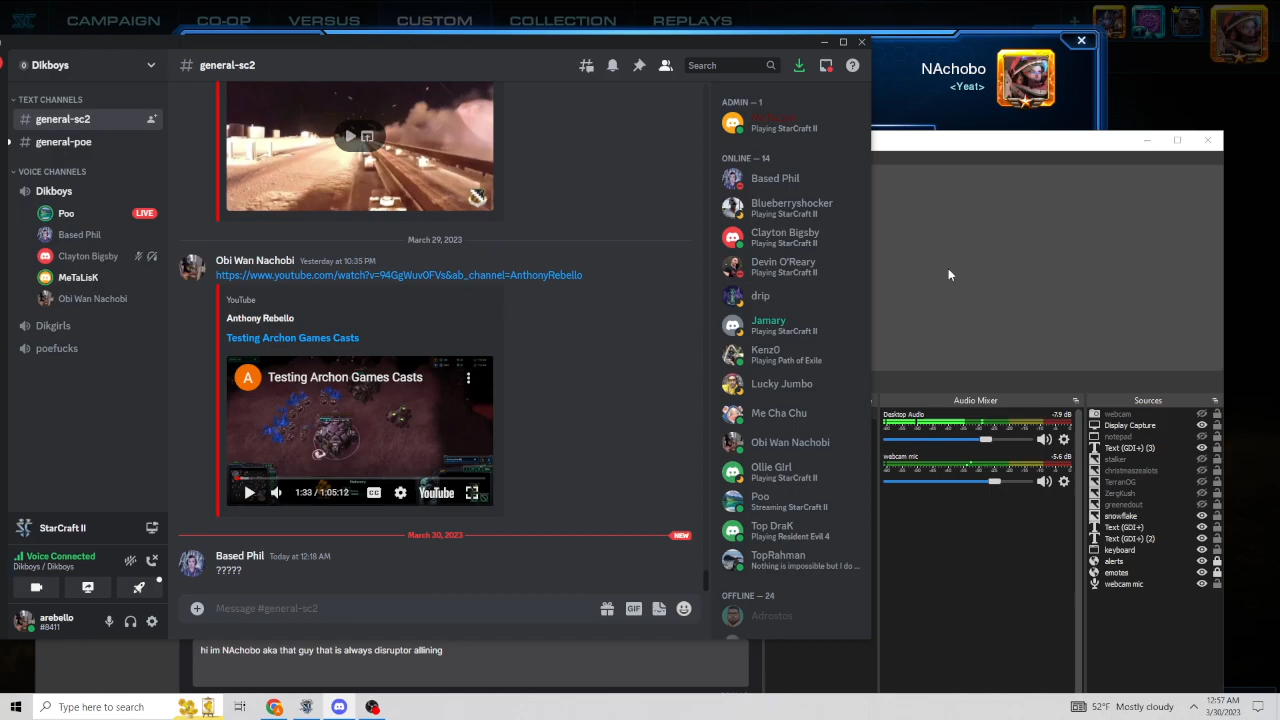 CAMPAIGN CO-OP VERSUS CUSTOM COLLECTION REPLAYS
Dikboys
TEXT CHANNELS
general-sc2
VOICE CHANNELS
Dikboys
Poo LIVE
Based Phil
Clayton Bigsby
MeTaLisK
Obi Wan Nachobi
Dikgirls
poefucks
StarCraft II
Voice Connected
Dikboys / Dikboys
arebello
#8411
general-sc2
Search
March 29, 2023
Obi Wan Nachobi Yesterday at 10:35 PM
https://www.youtube.com/watch?v=94GgWuv0FVs&ab_channel=AnthonyRebello
YouTube
Anthony Rebello
Testing Archon Games Casts
A Testing Archon Games Casts
1:33 / 1:05:12 CC YouTube
March 30, 2023 NEW
Based Phil Today at 12:18 AM
?????
Message #general-sc2
GIF
ADMIN — 1
Playing StarCraft II
ONLINE — 14
Based Phil
Blueberryshocker
Playing StarCraft II
Clayton Bigsby
Playing StarCraft II
Devin O'Reary
Playing StarCraft II
drip
Jamary
Playing StarCraft II
Kenz0
Playing Path of Exile
Lucky Jumbo
Me Cha Chu
Obi Wan Nachobi
Ollie GIrl
Playing StarCraft II
Poo
Streaming StarCraft II
Top DraK
Playing Resident Evil 4
TopRahman
Nothing is impossible but I do ...
OFFLINE — 24
Adrostos
NAchobo
<Yeat>
Audio Mixer
Desktop Audio -7.9 dB
webcam mic -5.6 dB
Sources
webcam
Display Capture
notepad
Text (GDI+) (3)
stalker
christmaszealots
TerranOG
ZergKush
greenedout
snowflake
Text (GDI+)
Text (GDI+) (2)
keyboard
alerts
emotes
webcam mic
hi im NAchobo aka that guy that is always disruptor allining
Type here to search
52°F Mostly cloudy
12:57 AM
3/30/2023